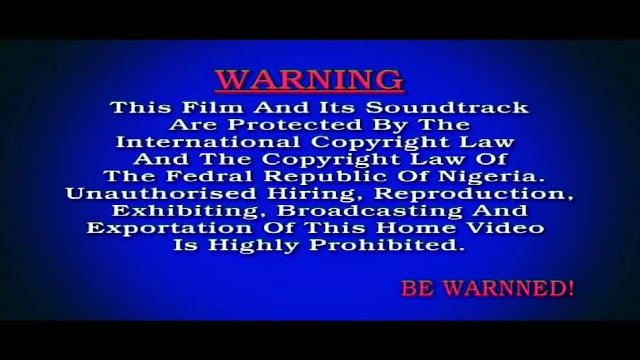 WARNING
This Film And Its Soundtrack
Are Protected By The
International Copyright Law
And The Copyright Law Of
The Fedral Republic Of Nigeria.
Unauthorised Hiring, Reproduction,
Exhibiting, Broadcasting And
Exportation Of This Home Video
Is Highly Prohibited.
BE WARNNED!